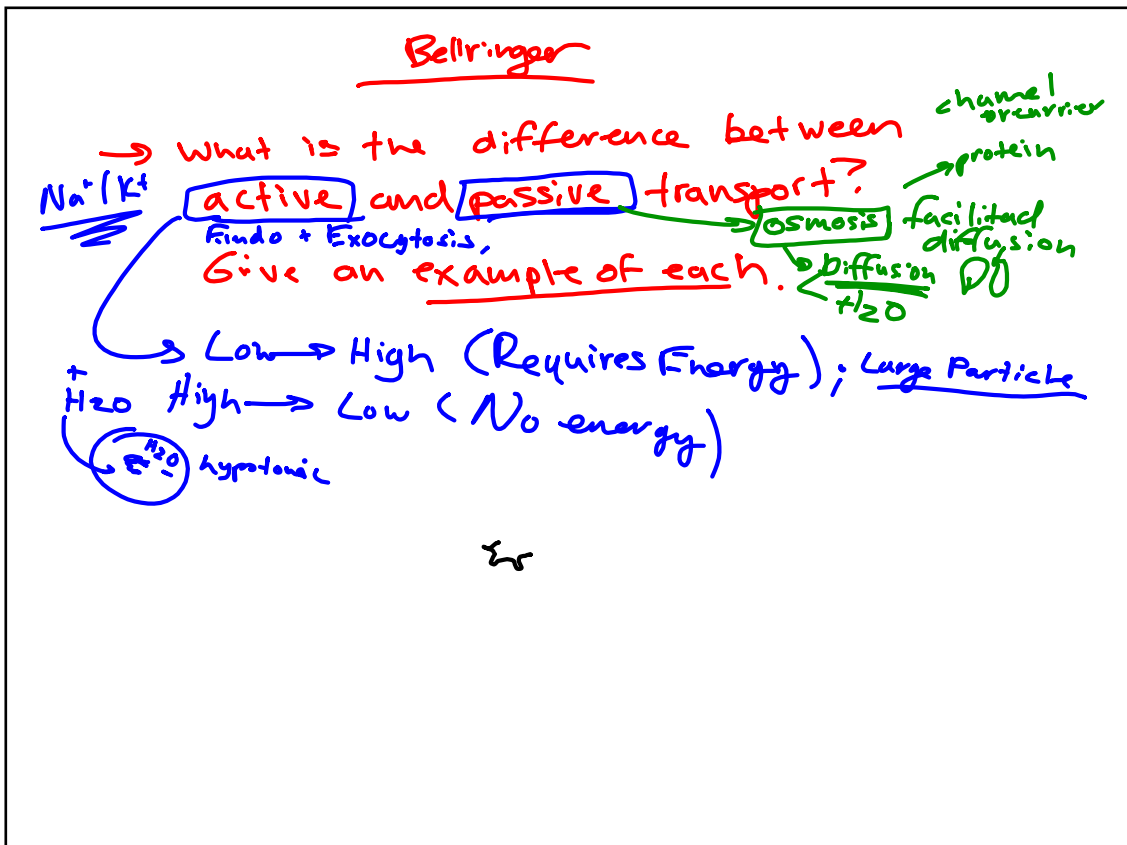 Bellringer
channel
or carrier
→ What is the difference between
→ protein
Na⁺/K⁺
active and passive transport?
osmosis facilitad
diffusion
Endo + Exocytosis,
Give an example of each.
Diffusion
H2O
Low → High (Requires Energy); Large Particle
+
H2O High → Low (No energy)
H2O
hypotonic